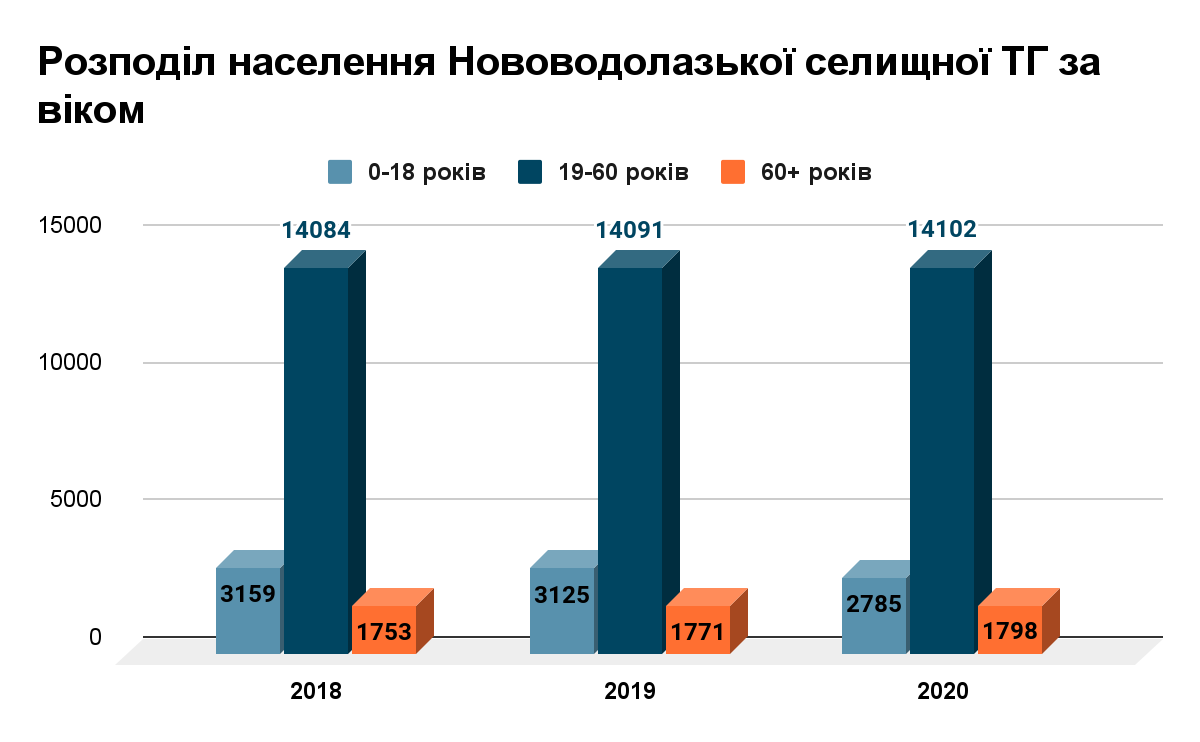 Розподіл населення Нововодолазької селищної ТГ за
віком
0-18 років 19-60 років 60+ років
15000
14084 14091 14102
10000
5000
3159 3125 2785
1753 1771 1798
0
2018 2019 2020